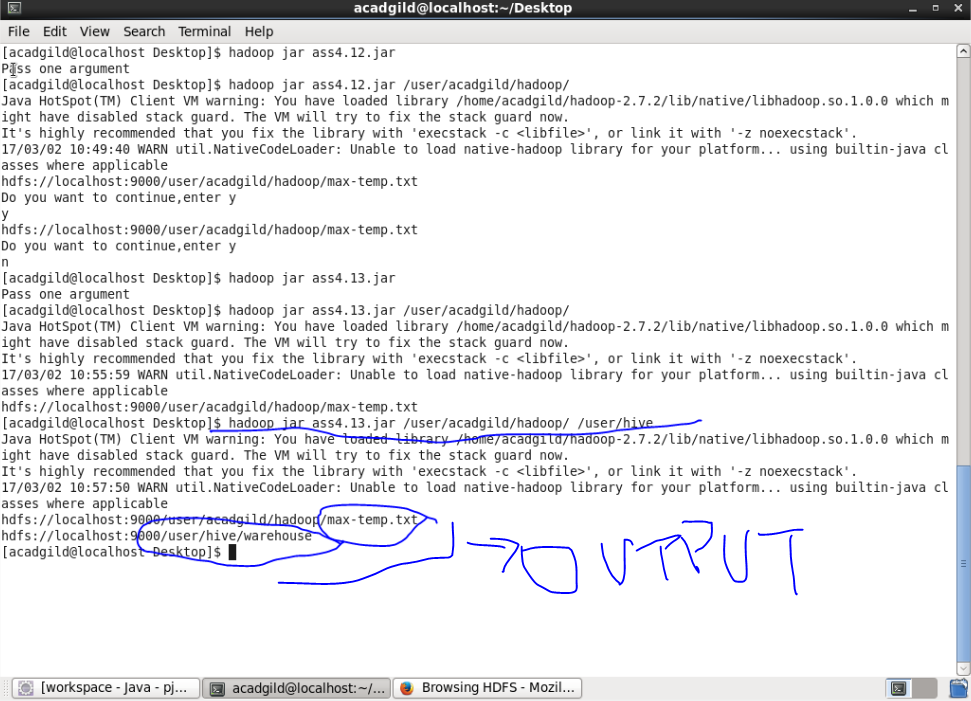 acadgild@localhost:~/Desktop
File Edit View Search Terminal Help
[acadgild@localhost Desktop]$ hadoop jar ass4.12.jar
Pass one argument
[acadgild@localhost Desktop]$ hadoop jar ass4.12.jar /user/acadgild/hadoop/
Java HotSpot(TM) Client VM warning: You have loaded library /home/acadgild/hadoop-2.7.2/lib/native/libhadoop.so.1.0.0 which m
ight have disabled stack guard. The VM will try to fix the stack guard now.
It's highly recommended that you fix the library with 'execstack -c <libfile>', or link it with '-z noexecstack'.
17/03/02 10:49:40 WARN util.NativeCodeLoader: Unable to load native-hadoop library for your platform... using builtin-java cl
asses where applicable
hdfs://localhost:9000/user/acadgild/hadoop/max-temp.txt
Do you want to continue,enter y
y
hdfs://localhost:9000/user/acadgild/hadoop/max-temp.txt
Do you want to continue,enter y
n
[acadgild@localhost Desktop]$ hadoop jar ass4.13.jar
Pass one argument
[acadgild@localhost Desktop]$ hadoop jar ass4.13.jar /user/acadgild/hadoop/
Java HotSpot(TM) Client VM warning: You have loaded library /home/acadgild/hadoop-2.7.2/lib/native/libhadoop.so.1.0.0 which m
ight have disabled stack guard. The VM will try to fix the stack guard now.
It's highly recommended that you fix the library with 'execstack -c <libfile>', or link it with '-z noexecstack'.
17/03/02 10:55:59 WARN util.NativeCodeLoader: Unable to load native-hadoop library for your platform... using builtin-java cl
asses where applicable
hdfs://localhost:9000/user/acadgild/hadoop/max-temp.txt
[acadgild@localhost Desktop]$ hadoop jar ass4.13.jar /user/acadgild/hadoop/ /user/hive
Java HotSpot(TM) Client VM warning: You have loaded library /home/acadgild/hadoop-2.7.2/lib/native/libhadoop.so.1.0.0 which m
ight have disabled stack guard. The VM will try to fix the stack guard now.
It's highly recommended that you fix the library with 'execstack -c <libfile>', or link it with '-z noexecstack'.
17/03/02 10:57:50 WARN util.NativeCodeLoader: Unable to load native-hadoop library for your platform... using builtin-java cl
asses where applicable
hdfs://localhost:9000/user/acadgild/hadoop/max-temp.txt
hdfs://localhost:9000/user/hive/warehouse
[acadgild@localhost Desktop]$
OUTPUT
[workspace - Java - pj... acadgild@localhost:~/... Browsing HDFS - Mozil...